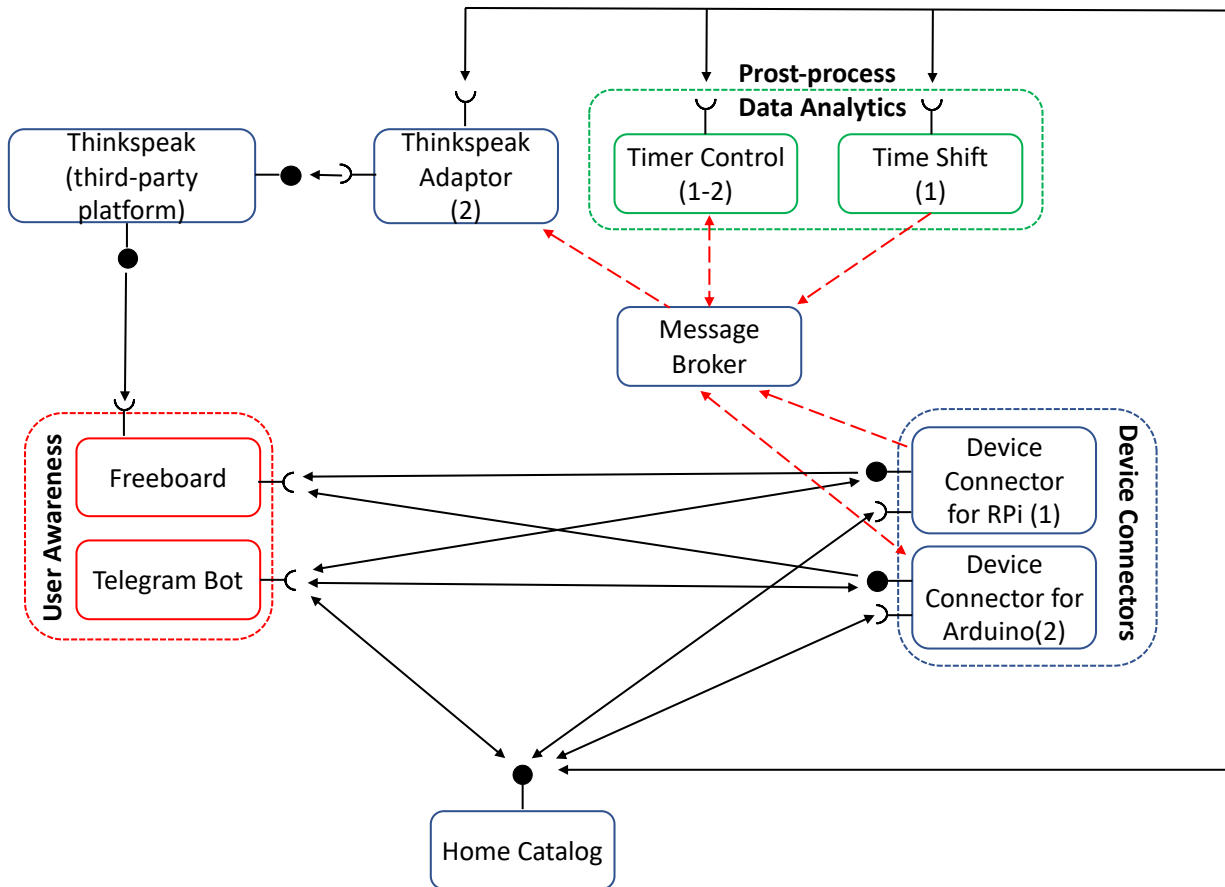 Prost-process
Data Analytics
Thinkspeak
(third-party
platform)
Thinkspeak
Adaptor
(2)
Timer Control
(1-2)
Time Shift
(1)
Message
Broker
User Awareness
Freeboard
Telegram Bot
Device
Connector
for RPi (1)
Device
Connector for
Arduino(2)
Device Connectors
Home Catalog